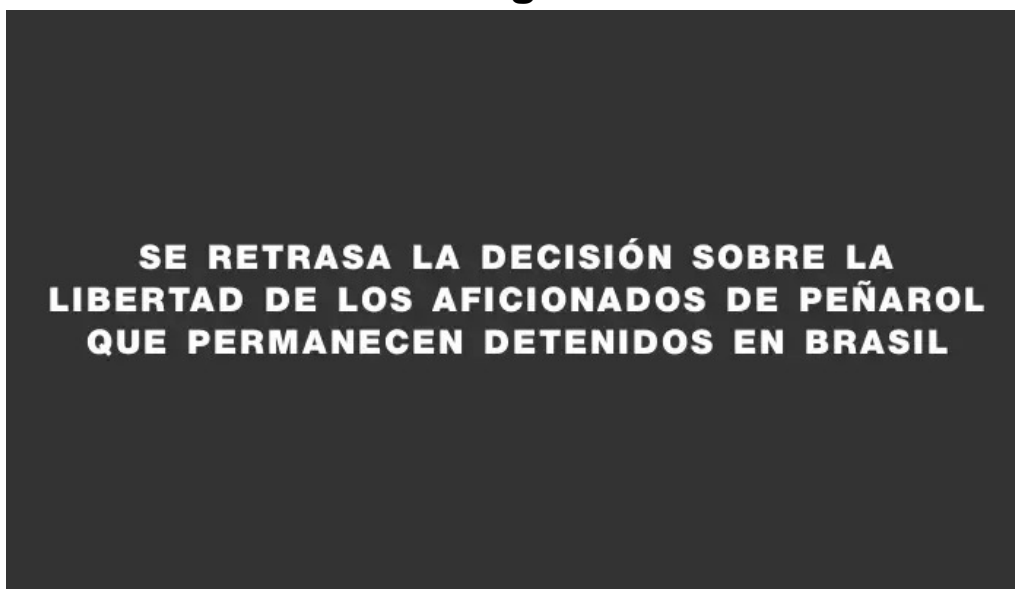 SE RETRASA LA DECISIÓN SOBRE LA
LIBERTAD DE LOS AFICIONADOS DE PEÑAROL
QUE PERMANECEN DETENIDOS EN BRASIL